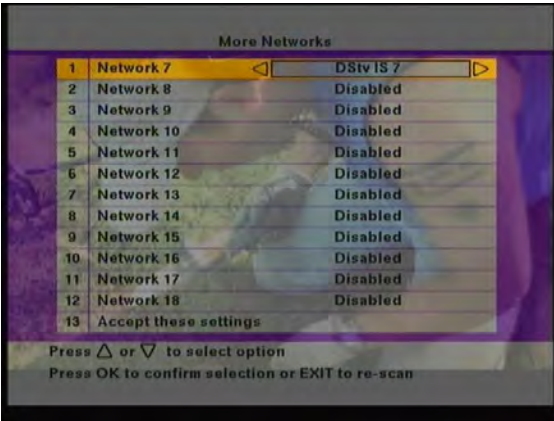 More Networks
1 Network 7 DStv IS 7
2 Network 8 Disabled
3 Network 9 Disabled
4 Network 10 Disabled
5 Network 11 Disabled
6 Network 12 Disabled
7 Network 13 Disabled
8 Network 14 Disabled
9 Network 15 Disabled
10 Network 16 Disabled
11 Network 17 Disabled
12 Network 18 Disabled
13 Accept these settings
Press △ or ▽ to select option
Press OK to confirm selection or EXIT to re-scan